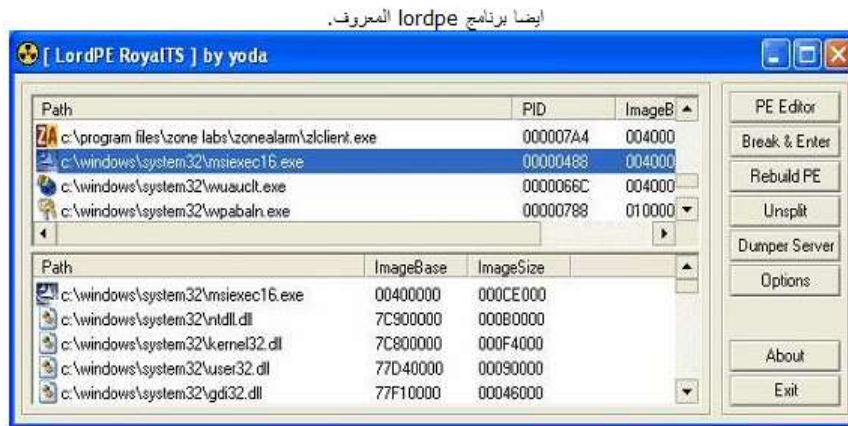 ايضا برنامج lordpe المعروف.
[ LordPE RoyalTS ] by yoda
Path PID ImageB
c:\program files\zone labs\zonealarm\zlclient.exe 000007A4 004000
c:\windows\system32\msiexec16.exe 00000488 004000
c:\windows\system32\wuauclt.exe 0000066C 004000
c:\windows\system32\wpabaln.exe 00000788 010000
Path ImageBase ImageSize
c:\windows\system32\msiexec16.exe 00400000 000CE000
c:\windows\system32\ntdll.dll 7C900000 000B0000
c:\windows\system32\kernel32.dll 7C800000 000F4000
c:\windows\system32\user32.dll 77D40000 00090000
c:\windows\system32\gdi32.dll 77F10000 00046000
PE Editor
Break & Enter
Rebuild PE
Unsplit
Dumper Server
Options
About
Exit